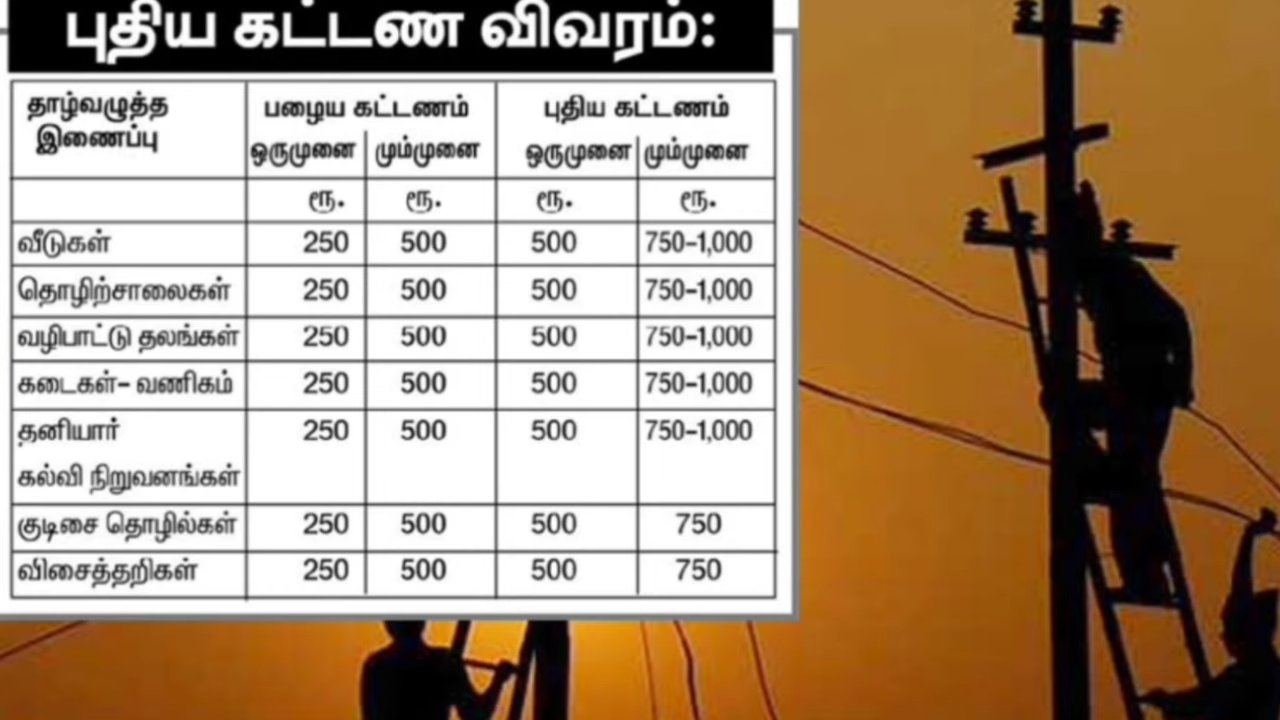 புதிய கட்டண விவரம்:
தாழ்வழுத்த பழைய கட்டணம் புதிய கட்டணம்
இணைப்பு ஒருமுனை மும்முனை ஒருமுனை மும்முனை
ரூ. ரூ. ரூ. ரூ.
வீடுகள் 250 500 500 750-1,000
தொழிற்சாலைகள் 250 500 500 750-1,000
வழிபாட்டு தலங்கள் 250 500 500 750-1,000
கடைகள்- வணிகம் 250 500 500 750-1,000
தனியார் 250 500 500 750-1,000
கல்வி நிறுவனங்கள்
குடிசை தொழில்கள் 250 500 500 750
விசைத்தறிகள் 250 500 500 750